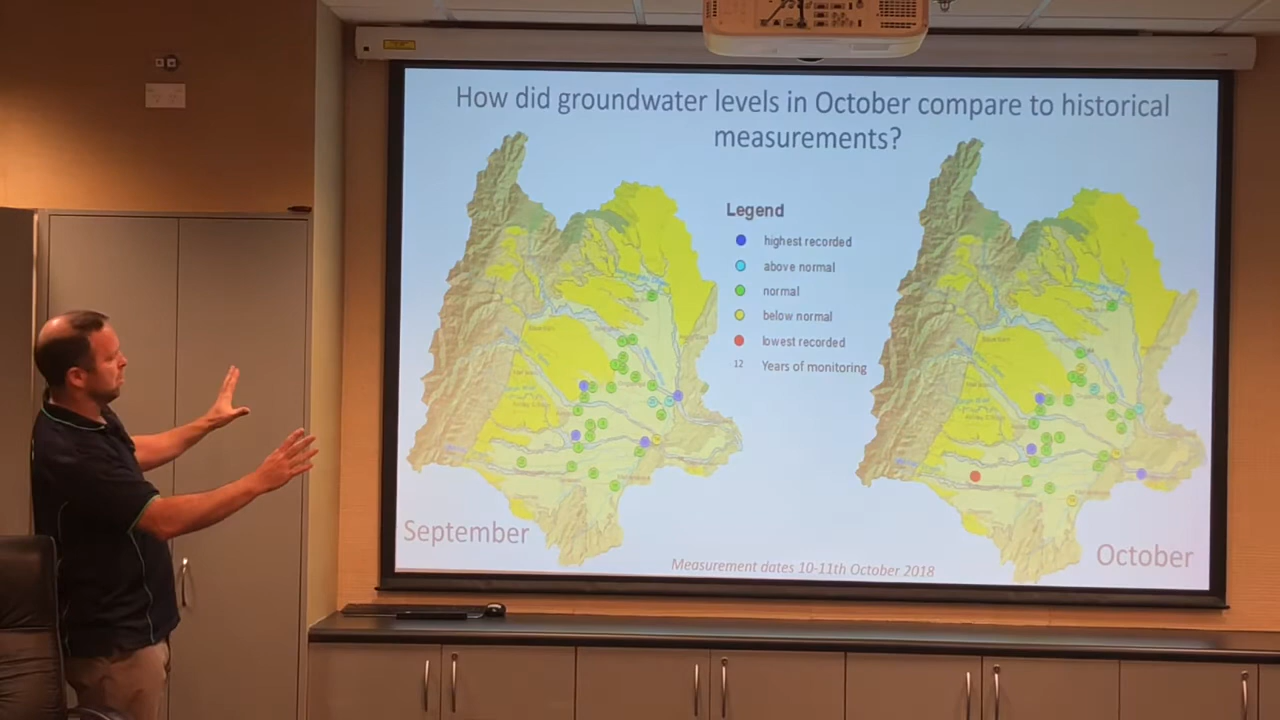 How did groundwater levels in October compare to historical
measurements?
Legend
highest recorded
above normal
normal
below normal
lowest recorded
12 Years of monitoring
September
October
Measurement dates 10-11th October 2018